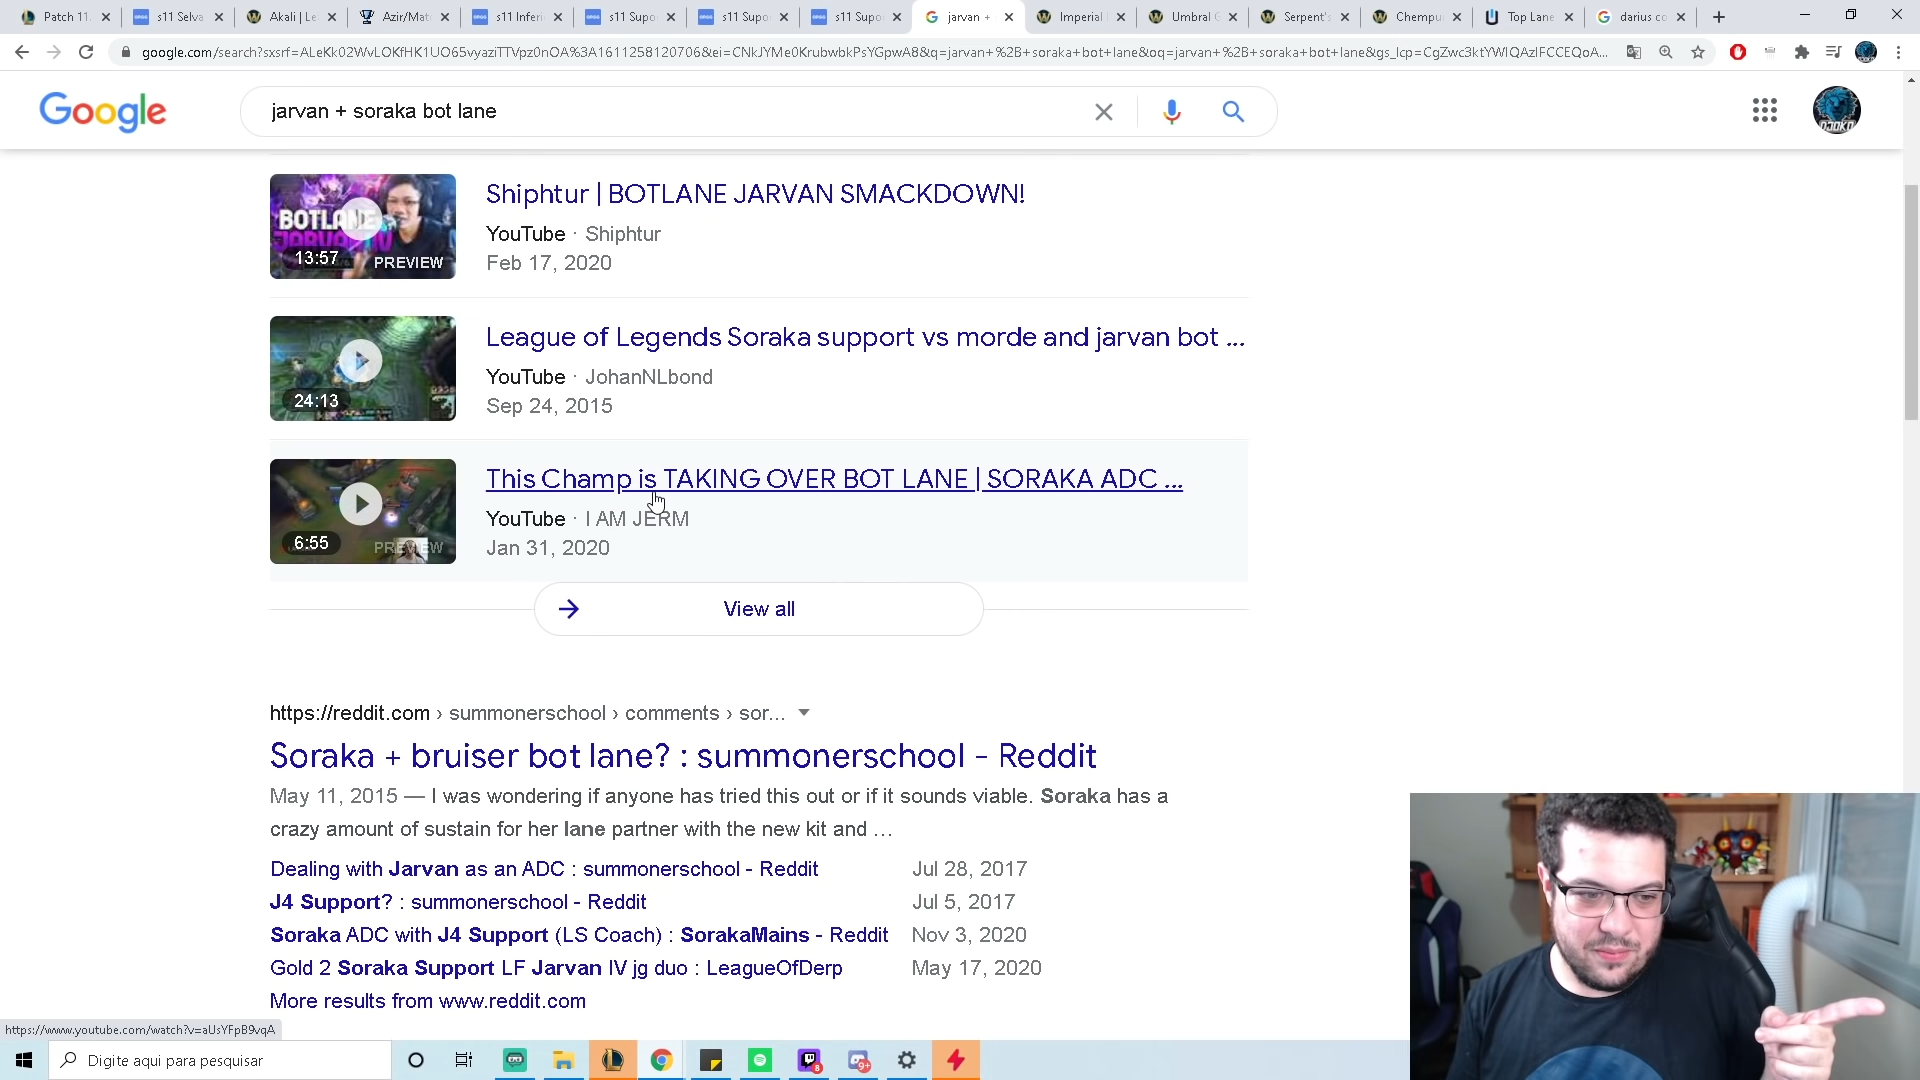 Patch 11. s11 Selva Akali | Le Azir/Mat s11 Inferi s11 Supo s11 Supo s11 Supo jarvan + Imperial Umbral G Serpent's Chempu Top Lane darius co
google.com/search?sxsrf=ALeKk02WvLOKfHK1UO65vyaziTTVpz0nOA%3A1611258120706&ei=CNkJYMe0KrubwbkPsYGpwA8&q=jarvan+%2B+soraka+bot+lane&oq=jarvan+%2B+soraka+bot+lane&gs_lcp=CgZwc3ktYWIQAzIFCCEQoA...
Google
jarvan + soraka bot lane
Shiphtur | BOTLANE JARVAN SMACKDOWN!
YouTube · Shiphtur
Feb 17, 2020
BOTLANE
JARVAN IV
13:57 PREVIEW
League of Legends Soraka support vs morde and jarvan bot ...
YouTube · JohanNLbond
Sep 24, 2015
24:13
This Champ is TAKING OVER BOT LANE | SORAKA ADC ...
YouTube · I AM JERM
Jan 31, 2020
6:55 PREVIEW
View all
https://reddit.com › summonerschool › comments › sor...
Soraka + bruiser bot lane? : summonerschool - Reddit
May 11, 2015 — I was wondering if anyone has tried this out or if it sounds viable. Soraka has a
crazy amount of sustain for her lane partner with the new kit and …
Dealing with Jarvan as an ADC : summonerschool - Reddit Jul 28, 2017
J4 Support? : summonerschool - Reddit Jul 5, 2017
Soraka ADC with J4 Support (LS Coach) : SorakaMains - Reddit Nov 3, 2020
Gold 2 Soraka Support LF Jarvan IV jg duo : LeagueOfDerp May 17, 2020
More results from www.reddit.com
https://www.youtube.com/watch?v=aUsYFpB9vqA
Digite aqui para pesquisar
8 9+